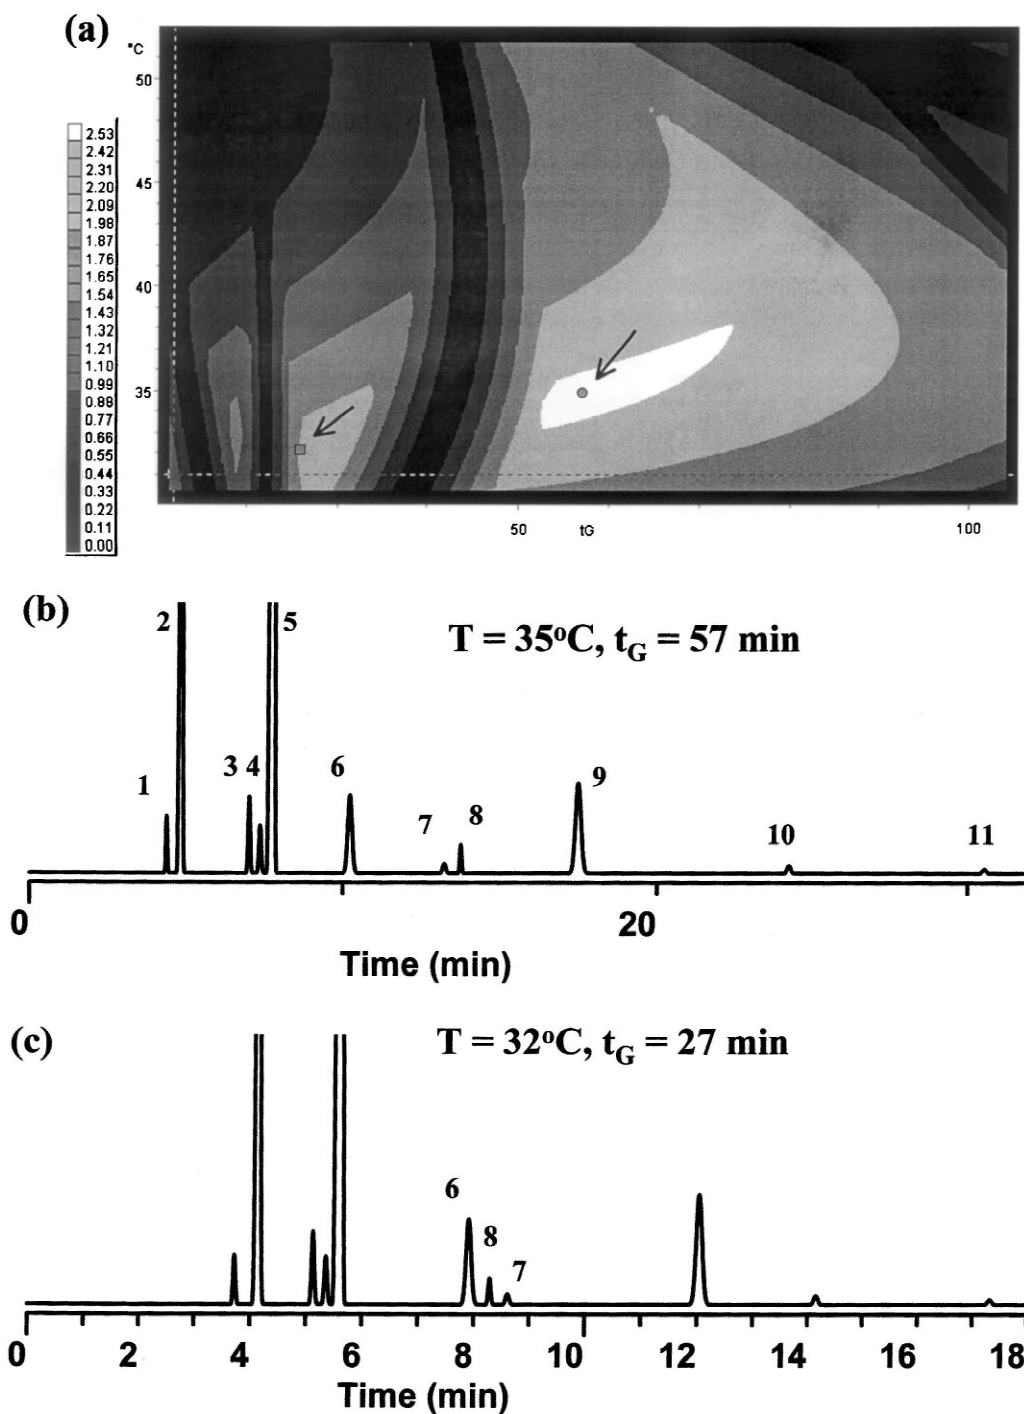 (a)
°C
50
45
40
35
2.53
2.42
2.31
2.20
2.09
1.98
1.87
1.76
1.65
1.54
1.43
1.32
1.21
1.10
0.99
0.88
0.77
0.66
0.55
0.44
0.33
0.22
0.11
0.00
50 tG 100
(b)
2 5
T = 35°C, tG = 57 min
1 3 4 6 7 8 9 10 11
0 20
Time (min)
(c)
T = 32°C, tG = 27 min
6 8 7
0 2 4 6 8 10 12 14 16 18
Time (min)